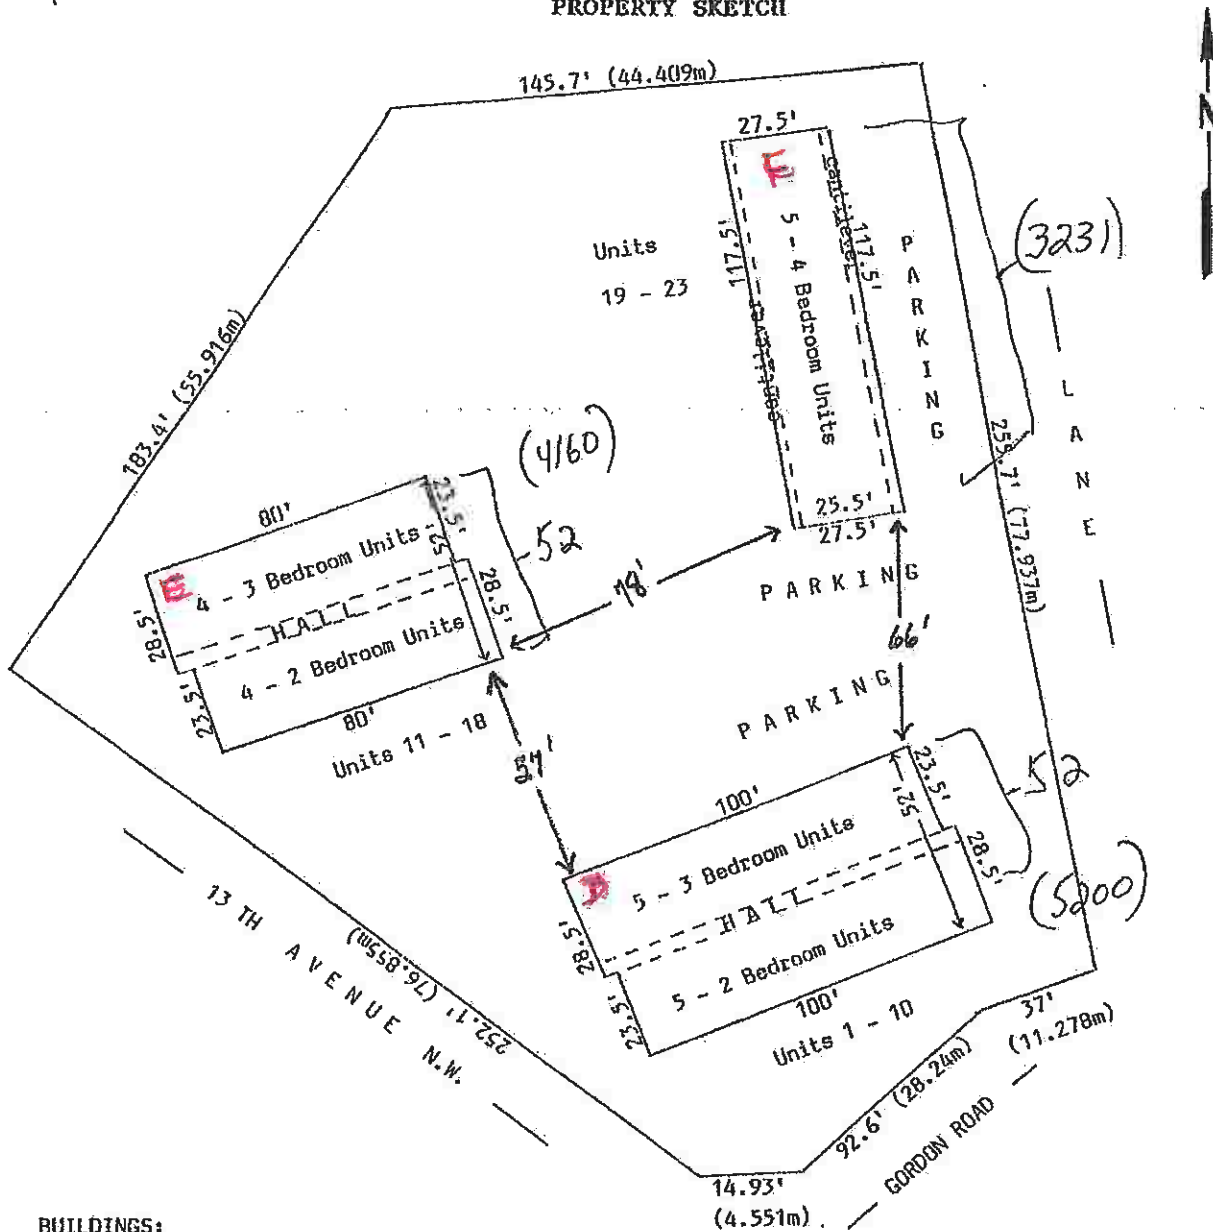 PROPERTY SKETCH
145.7' (44.409m)
N
27.5'
F
cantilever
117.5'
117.5'
5 - 4 Bedroom Units
cantilever
Units
19 - 23
PARKING
(3231)
LANE
183.4' (55.916m)
255.7' (77.937m)
25.5'
27.5'
(4160)
80'
23.5'
52
52
E
4 - 3 Bedroom Units
HALL
28.5'
28.5'
4 - 2 Bedroom Units
23.5'
80'
Units 11 - 18
78'
PARKING
66'
PARKING
57'
100'
23.5'
52
52'
D
5 - 3 Bedroom Units
HALL
28.5'
28.5'
(5200)
5 - 2 Bedroom Units
23.5'
100'
Units 1 - 10
13 TH AVENUE N.W.
252.1' (76.855m)
37'
(11.278m)
92.6' (28.24m)
GORDON ROAD
14.93'
(4.551m)
BUILDINGS: